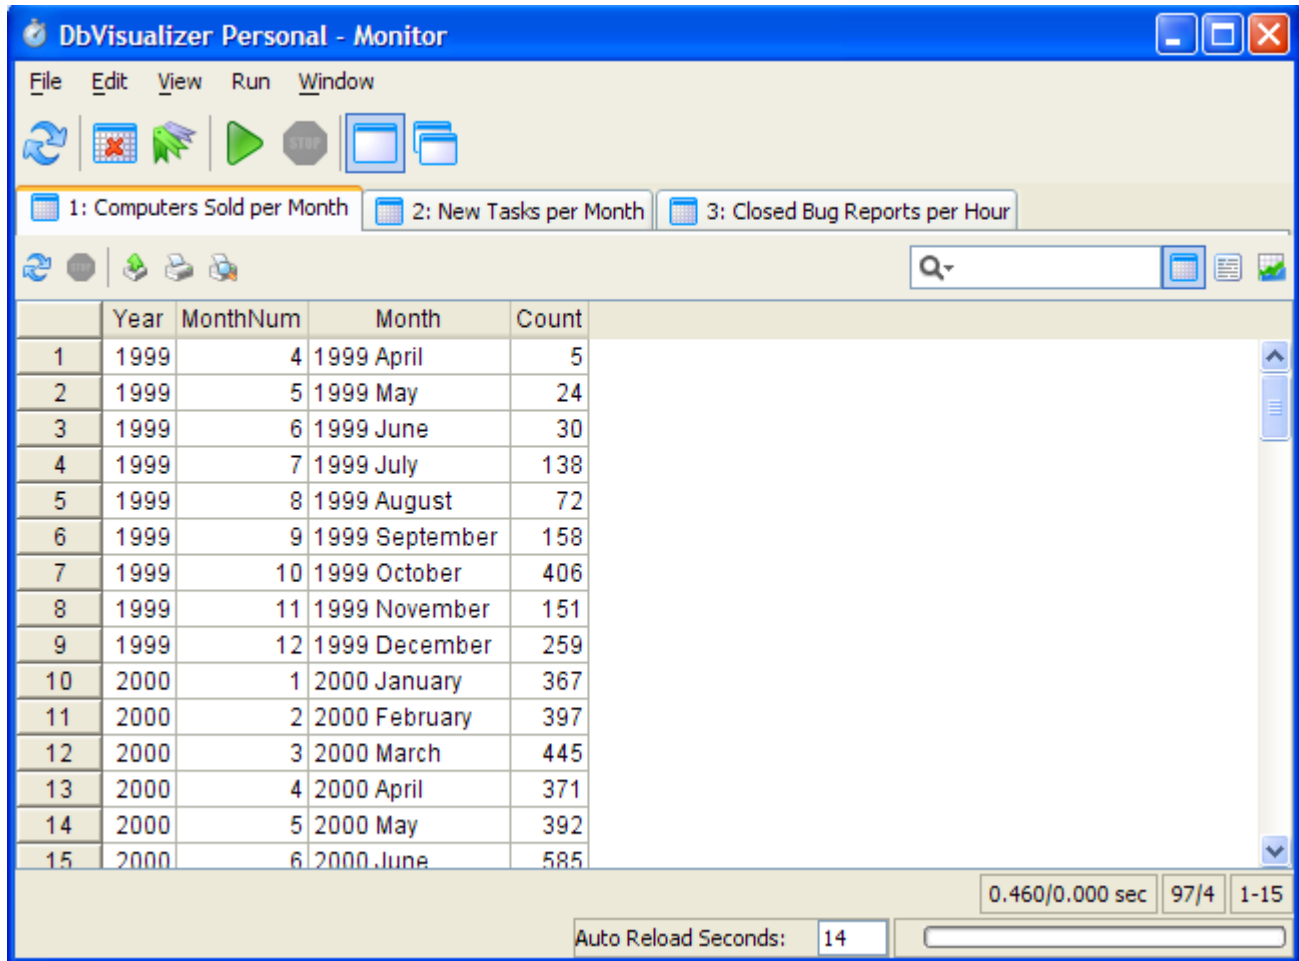 DbVisualizer Personal - Monitor
File Edit View Run Window
STOP
1: Computers Sold per Month 2: New Tasks per Month 3: Closed Bug Reports per Hour
STOP
Year MonthNum Month Count
1 1999 4 1999 April 5
2 1999 5 1999 May 24
3 1999 6 1999 June 30
4 1999 7 1999 July 138
5 1999 8 1999 August 72
6 1999 9 1999 September 158
7 1999 10 1999 October 406
8 1999 11 1999 November 151
9 1999 12 1999 December 259
10 2000 1 2000 January 367
11 2000 2 2000 February 397
12 2000 3 2000 March 445
13 2000 4 2000 April 371
14 2000 5 2000 May 392
15 2000 6 2000 June 585
0.460/0.000 sec 97/4 1-15
Auto Reload Seconds: 14